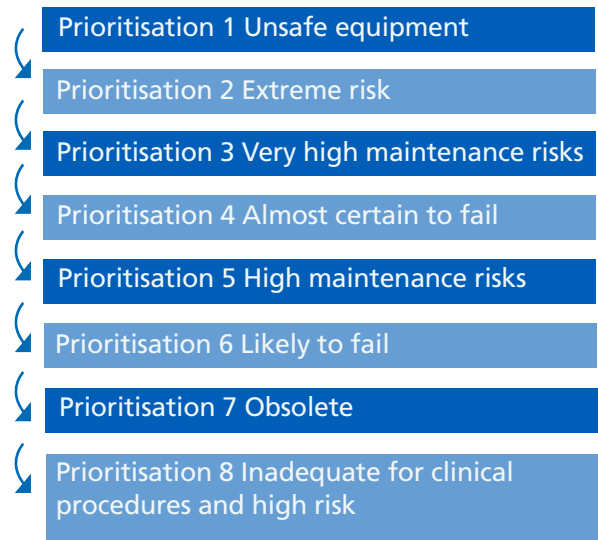 Prioritisation 1 Unsafe equipment
Prioritisation 2 Extreme risk
Prioritisation 3 Very high maintenance risks
Prioritisation 4 Almost certain to fail
Prioritisation 5 High maintenance risks
Prioritisation 6 Likely to fail
Prioritisation 7 Obsolete
Prioritisation 8 Inadequate for clinical
procedures and high risk